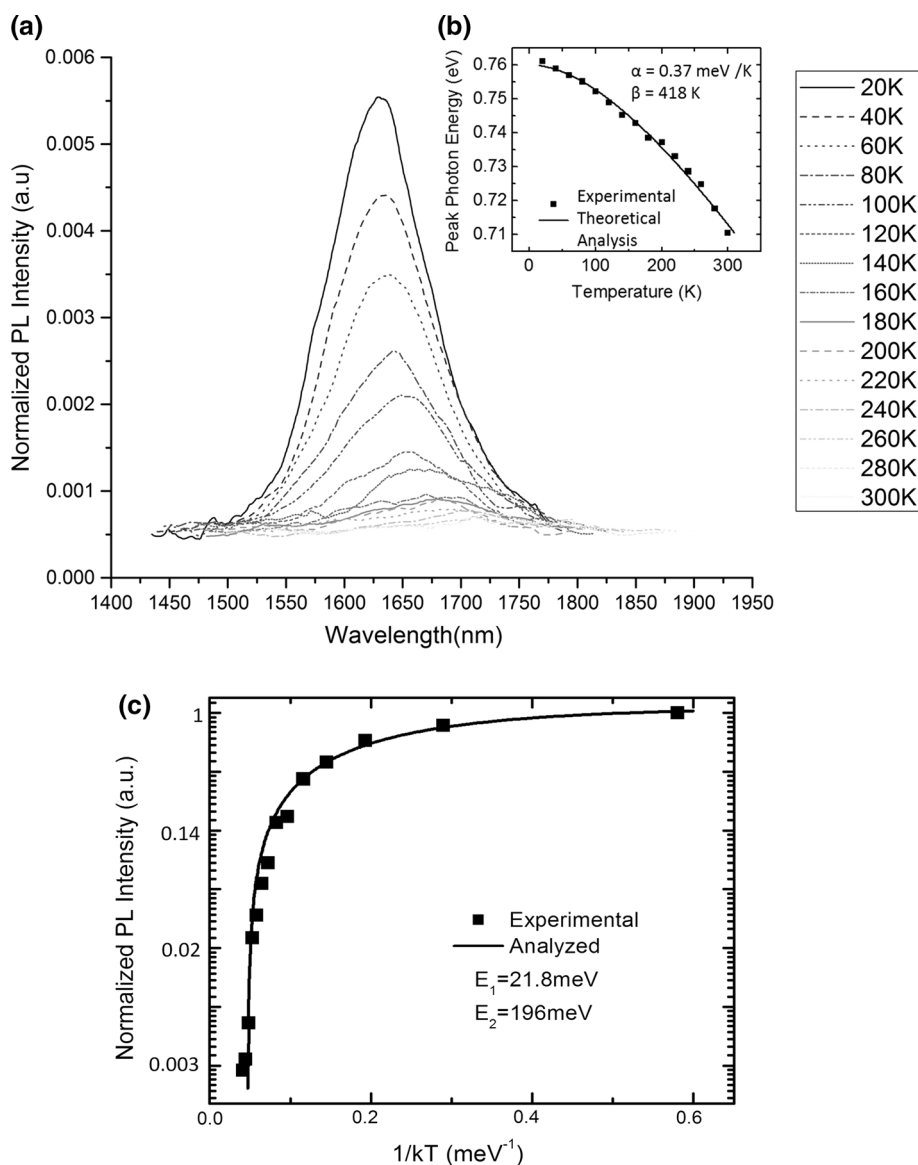 (a)
0.006
0.005
0.004
0.003
0.002
0.001
0.000
Normalized PL Intensity (a.u)
1400 1450 1500 1550 1600 1650 1700 1750 1800 1850 1900 1950
Wavelength(nm)
(b)
0.76
0.75
0.74
0.73
0.72
0.71
Peak Photon Energy (eV)
α = 0.37 meV /K
β = 418 K
Experimental
Theoretical
Analysis
0 100 200 300
Temperature (K)
20K
40K
60K
80K
100K
120K
140K
160K
180K
200K
220K
240K
260K
280K
300K
(c)
1
0.14
0.02
0.003
Normalized PL Intensity (a.u.)
Experimental
Analyzed
E₁=21.8meV
E₂=196meV
0.0 0.2 0.4 0.6
1/kT (meV⁻¹)